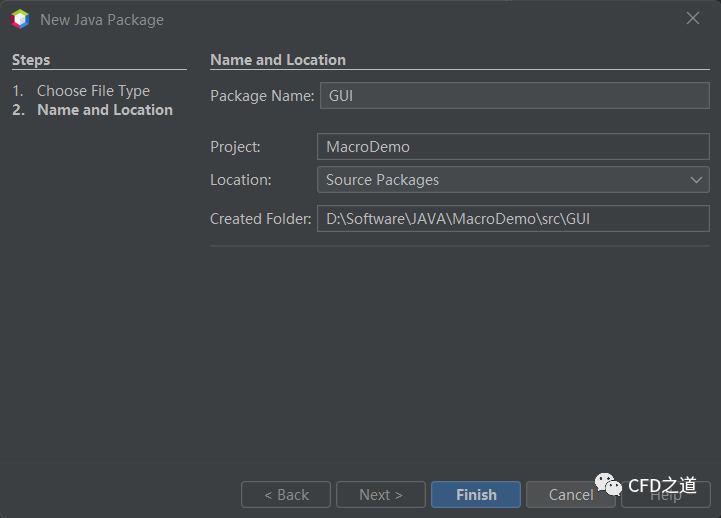 New Java Package
Steps
1. Choose File Type
2. Name and Location
Name and Location
Package Name: GUI
Project: MacroDemo
Location: Source Packages
Created Folder: D:\Software\JAVA\MacroDemo\src\GUI
< Back Next > Finish Cancel Help
CFD之道